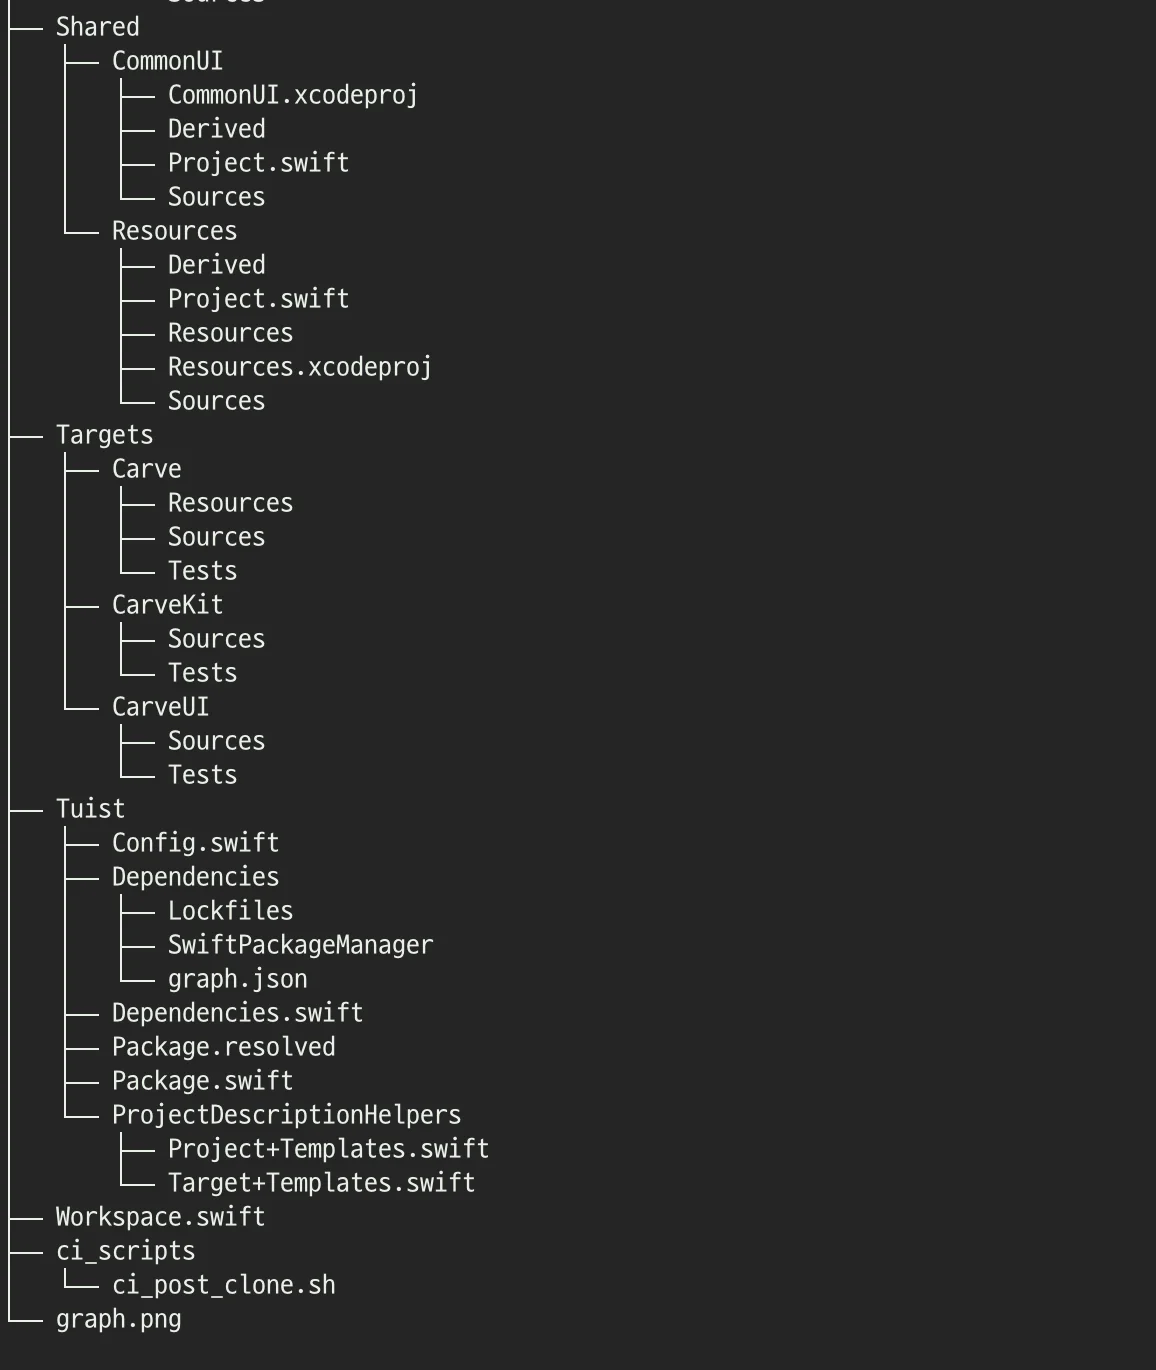 Sources
Shared
CommonUI
CommonUI.xcodeproj
Derived
Project.swift
Sources
Resources
Derived
Project.swift
Resources
Resources.xcodeproj
Sources
Targets
Carve
Resources
Sources
Tests
CarveKit
Sources
Tests
CarveUI
Sources
Tests
Tuist
Config.swift
Dependencies
Lockfiles
SwiftPackageManager
graph.json
Dependencies.swift
Package.resolved
Package.swift
ProjectDescriptionHelpers
Project+Templates.swift
Target+Templates.swift
Workspace.swift
ci_scripts
ci_post_clone.sh
graph.png